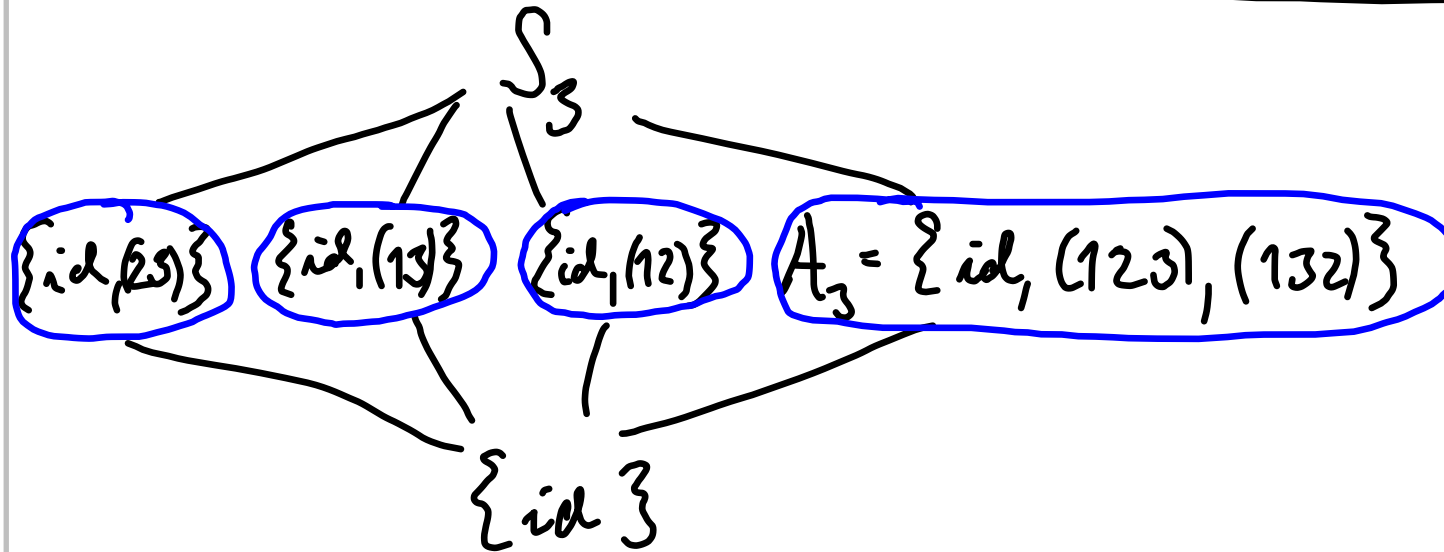 S₃
{id,(23)} {id,(13)} {id,(12)} A₃ = {id, (123), (132)}
{id}